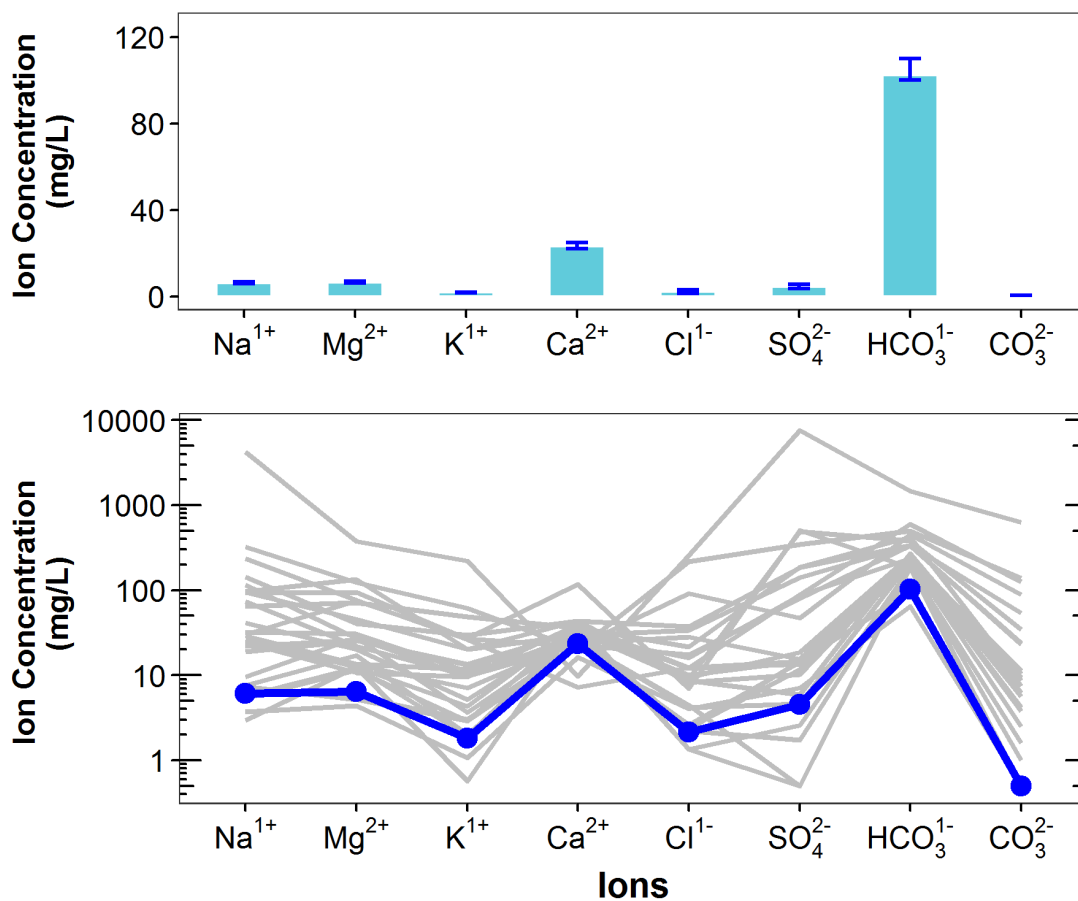 Ion Concentration
(mg/L)
120
80
40
0
Na¹⁺ Mg²⁺ K¹⁺ Ca²⁺ Cl¹⁻ SO₄²⁻ HCO₃¹⁻ CO₃²⁻
Ion Concentration
(mg/L)
10000
1000
100
10
1
Na¹⁺ Mg²⁺ K¹⁺ Ca²⁺ Cl¹⁻ SO₄²⁻ HCO₃¹⁻ CO₃²⁻
Ions